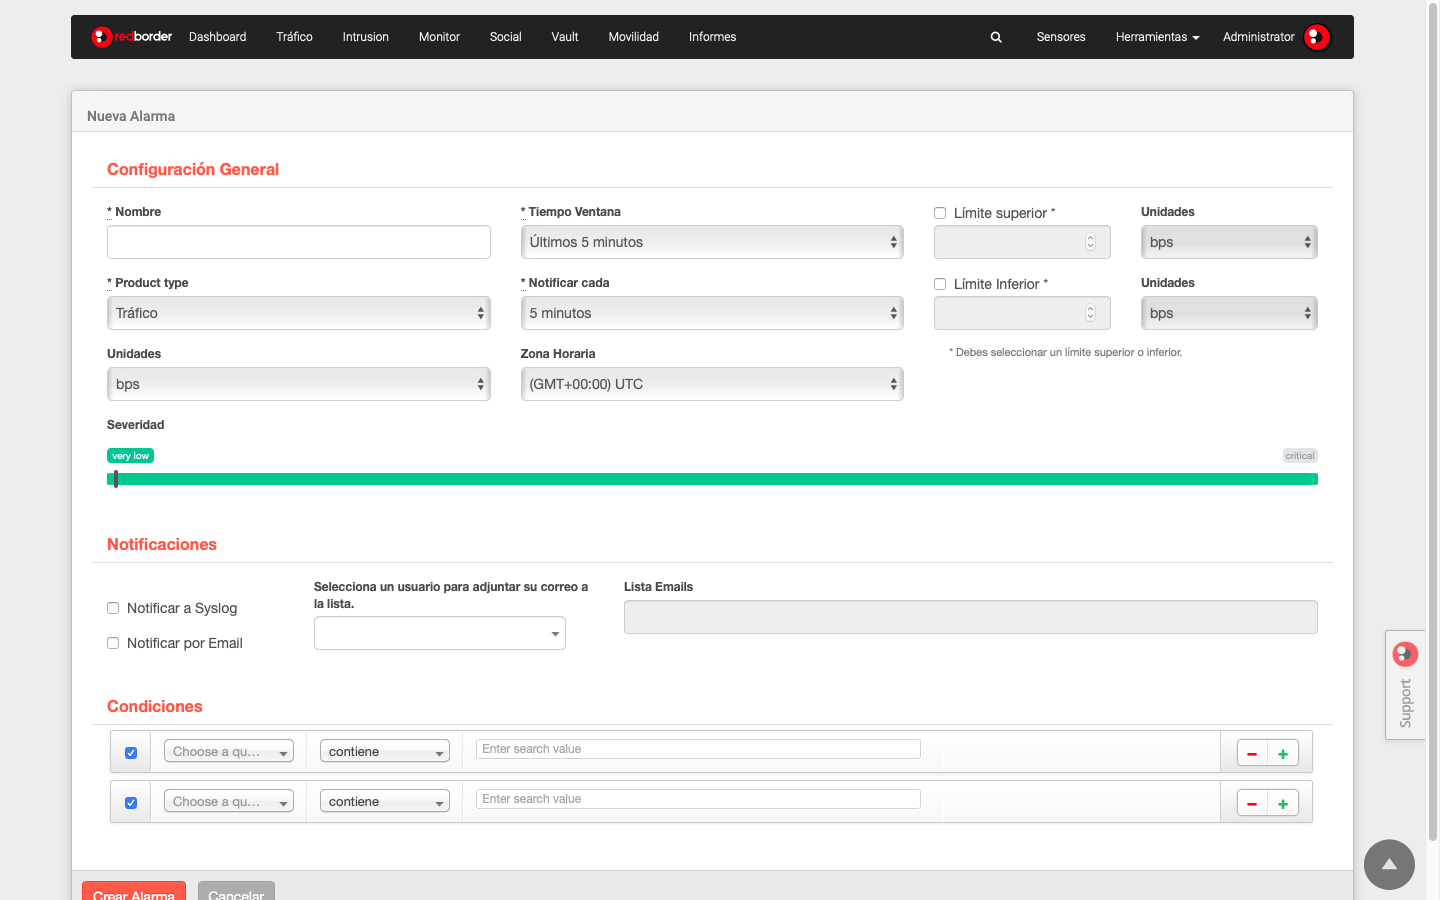 redborder Dashboard Tráfico Intrusion Monitor Social Vault Movilidad Informes Sensores Herramientas Administrator
Nueva Alarma
Configuración General
* Nombre
* Tiempo Ventana
Límite superior *
Unidades
Últimos 5 minutos
bps
* Product type
* Notificar cada
Límite Inferior *
Unidades
Tráfico
5 minutos
bps
Unidades
Zona Horaria
* Debes seleccionar un límite superior o inferior.
bps
(GMT+00:00) UTC
Severidad
very low
critical
Notificaciones
Notificar a Syslog
Notificar por Email
Selecciona un usuario para adjuntar su correo a
la lista.
Lista Emails
Support
Condiciones
Choose a qu... contiene Enter search value
Choose a qu... contiene Enter search value
Crear Alarma Cancelar